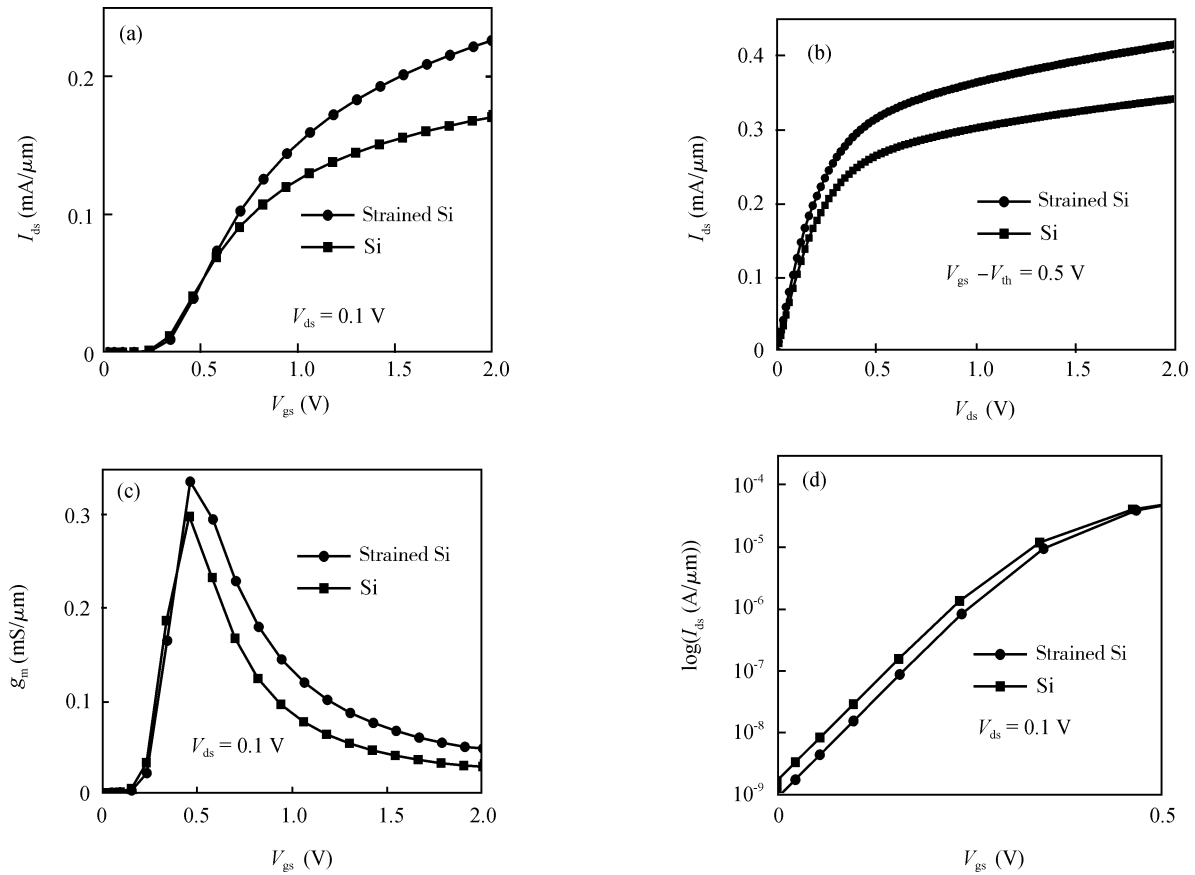 (a)
0.2
0.1
0
I_ds (mA/μm)
Strained Si
Si
V_ds = 0.1 V
0 0.5 1.0 1.5 2.0
V_gs (V)
(b)
0.4
0.3
0.2
0.1
0
I_ds (mA/μm)
Strained Si
Si
V_gs − V_th = 0.5 V
0 0.5 1.0 1.5 2.0
V_ds (V)
(c)
0.3
0.2
0.1
0
g_m (mS/μm)
Strained Si
Si
V_ds = 0.1 V
0 0.5 1.0 1.5 2.0
V_gs (V)
(d)
10^-4
10^-5
10^-6
10^-7
10^-8
10^-9
log(I_ds (A/μm))
Strained Si
Si
V_ds = 0.1 V
0 0.5
V_gs (V)